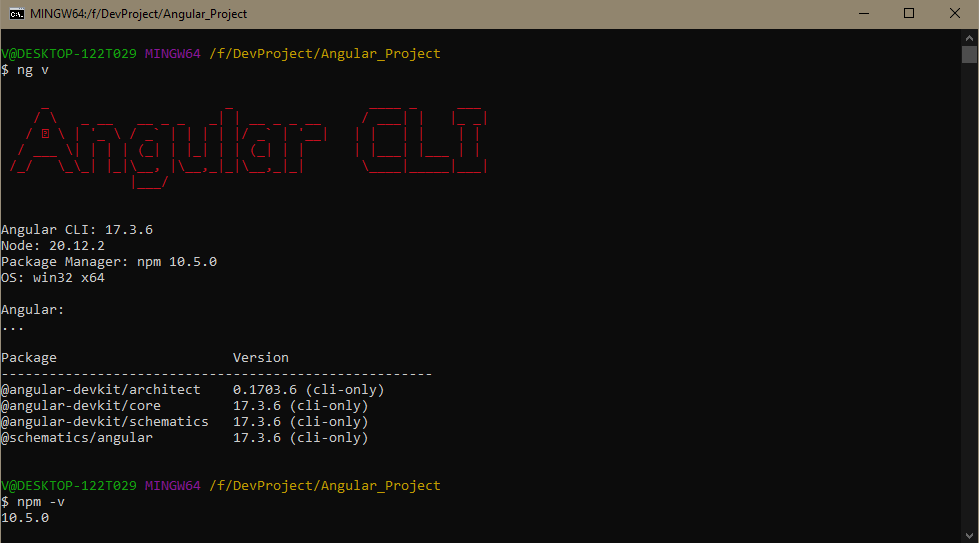 MINGW64:/f/DevProject/Angular_Project
V@DESKTOP-122T029 MINGW64 /f/DevProject/Angular_Project
$ ng v
Angular CLI
Angular CLI: 17.3.6
Node: 20.12.2
Package Manager: npm 10.5.0
OS: win32 x64
Angular:
...
Package                      Version
------------------------------------------------------
@angular-devkit/architect    0.1703.6 (cli-only)
@angular-devkit/core         17.3.6 (cli-only)
@angular-devkit/schematics   17.3.6 (cli-only)
@schematics/angular          17.3.6 (cli-only)
V@DESKTOP-122T029 MINGW64 /f/DevProject/Angular_Project
$ npm -v
10.5.0